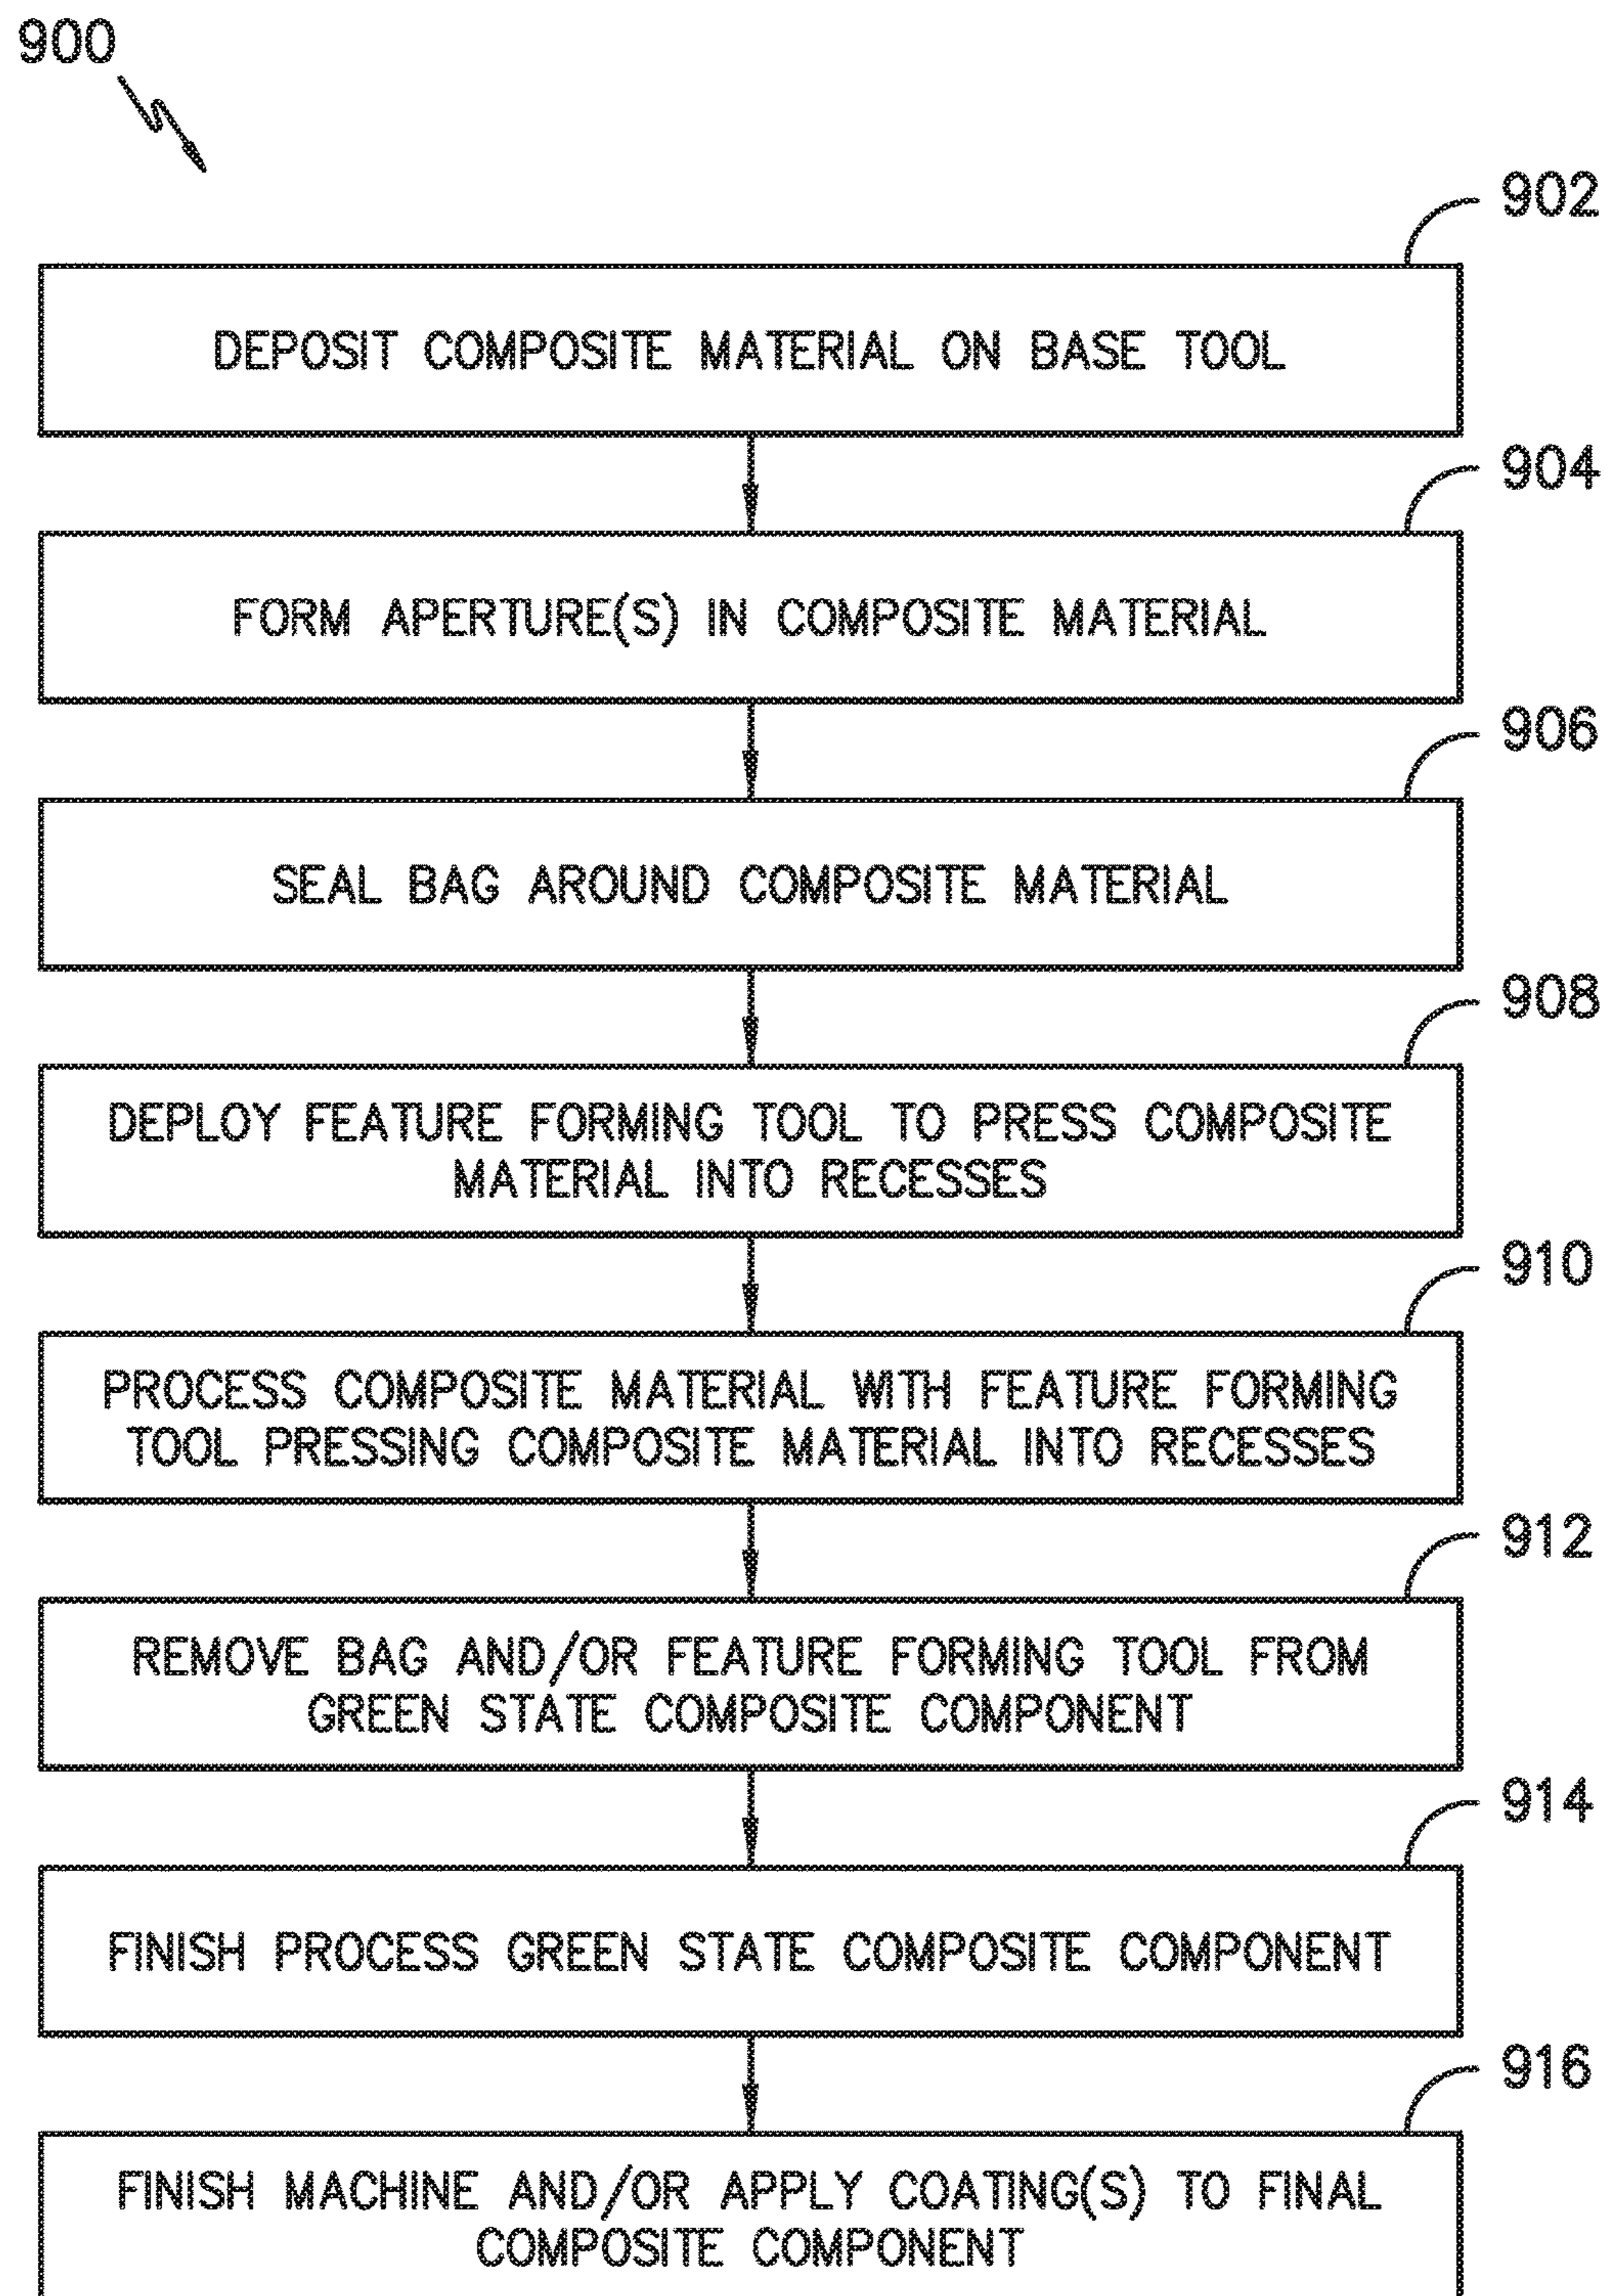 900
902
DEPOSIT COMPOSITE MATERIAL ON BASE TOOL
904
FORM APERTURE(S) IN COMPOSITE MATERIAL
906
SEAL BAG AROUND COMPOSITE MATERIAL
908
DEPLOY FEATURE FORMING TOOL TO PRESS COMPOSITE
MATERIAL INTO RECESSES
910
PROCESS COMPOSITE MATERIAL WITH FEATURE FORMING
TOOL PRESSING COMPOSITE MATERIAL INTO RECESSES
912
REMOVE BAG AND/OR FEATURE FORMING TOOL FROM
GREEN STATE COMPOSITE COMPONENT
914
FINISH PROCESS GREEN STATE COMPOSITE COMPONENT
916
FINISH MACHINE AND/OR APPLY COATING(S) TO FINAL
COMPOSITE COMPONENT